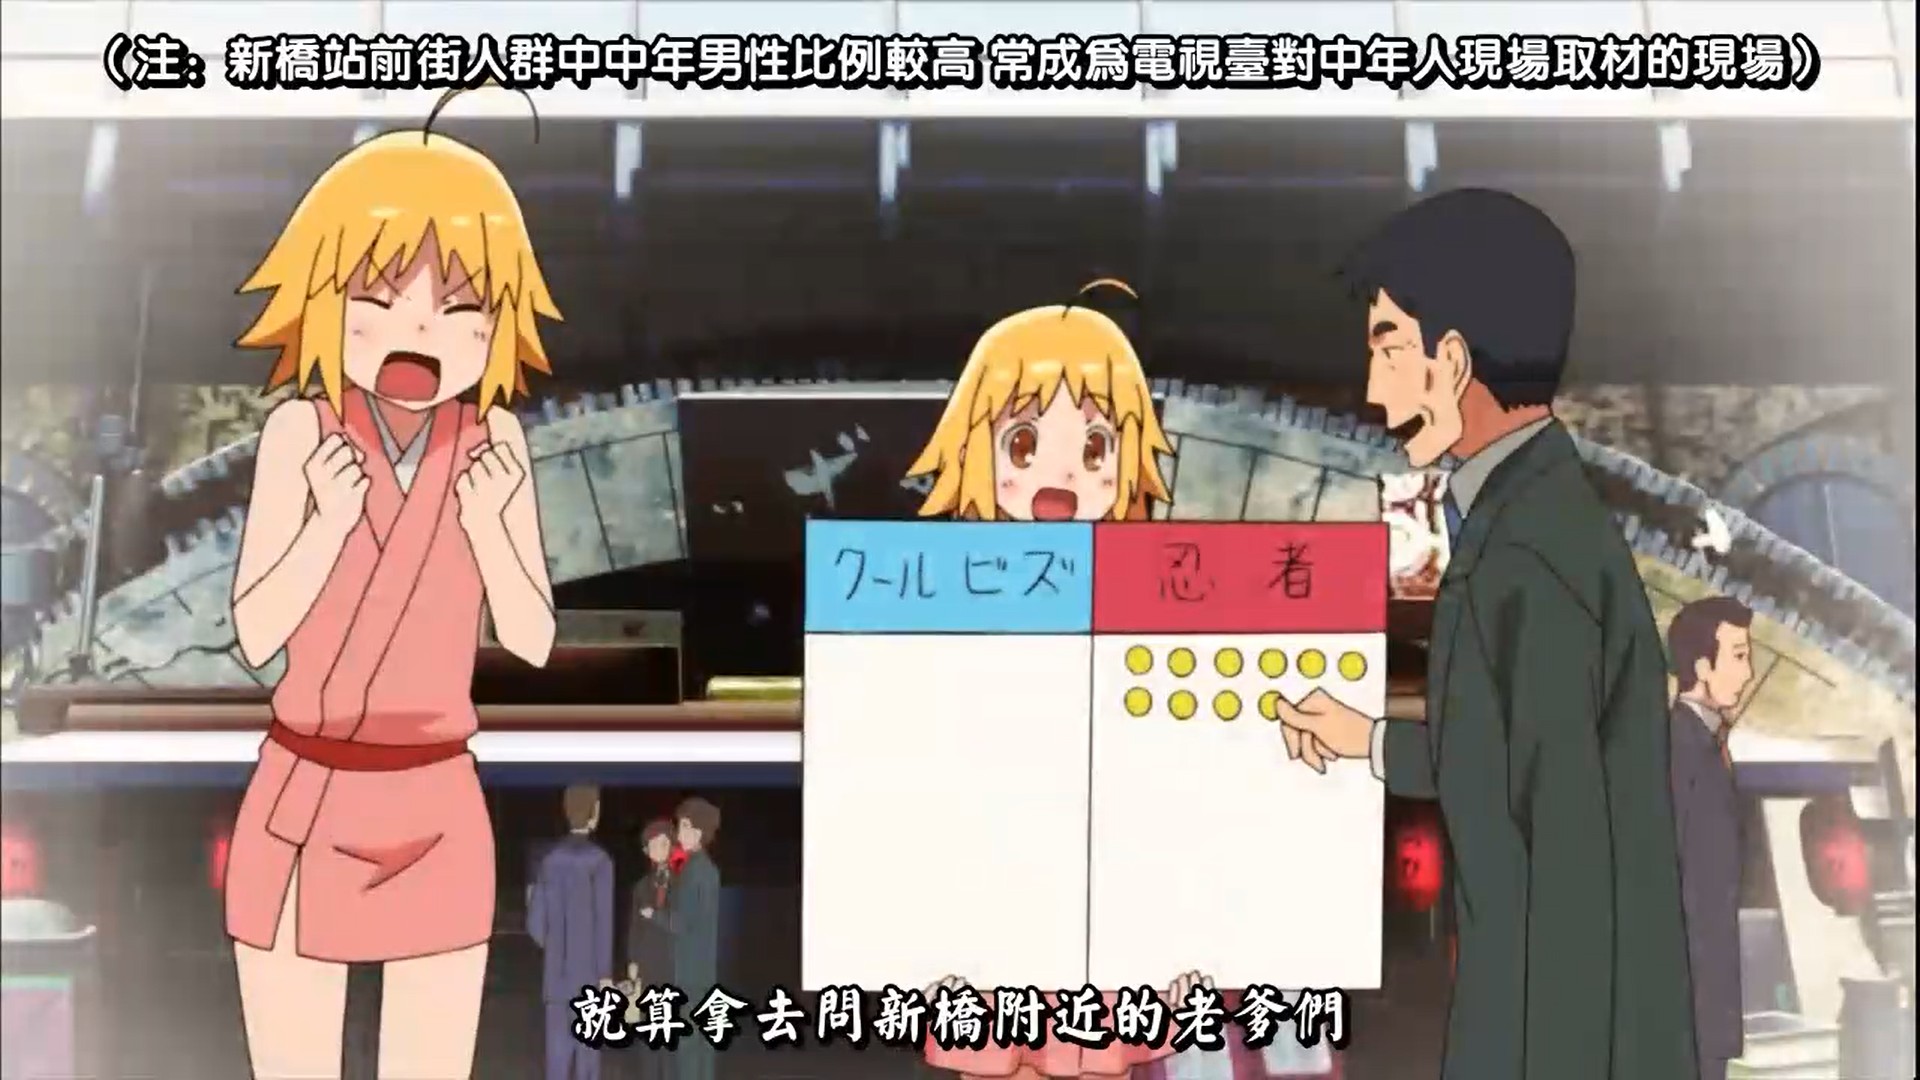 （注：新橋站前街人群中中年男性比例較高 常成為電視臺對中年人現場取材的現場）
クールビズ
忍者
就算拿去問新橋附近的老爹們